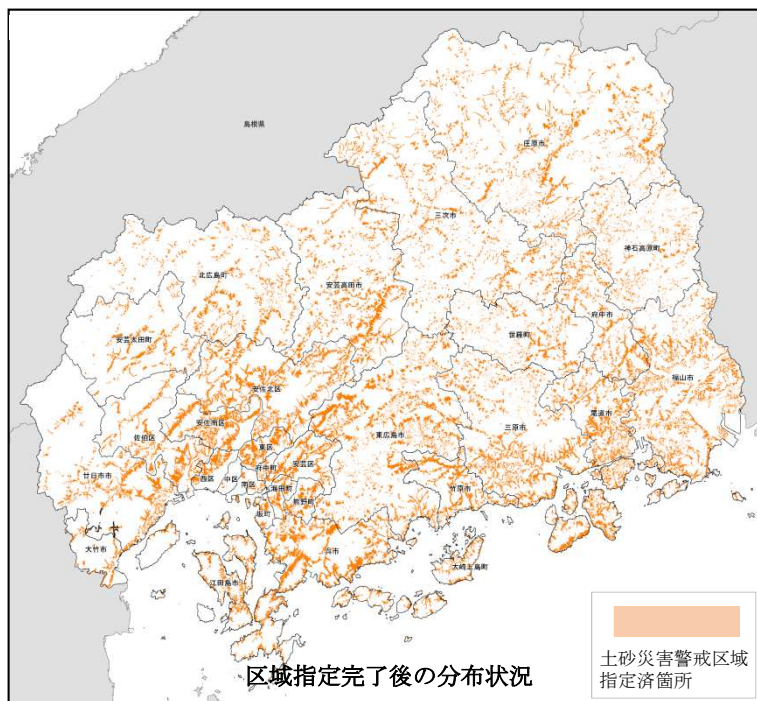 島根県
庄原市
三次市
神石高原町
北広島町
安芸高田市
府中市
世羅町
安芸太田町
福山市
安佐北区
尾道市
安佐南区
三原市
東広島市
佐伯区
東区
安芸区
府中町
廿日市市
西区
中区
南区
海田町
竹原市
熊野町
坂町
大竹市
呉市
大崎上島町
江田島市
区域指定完了後の分布状況
土砂災害警戒区域
指定済箇所